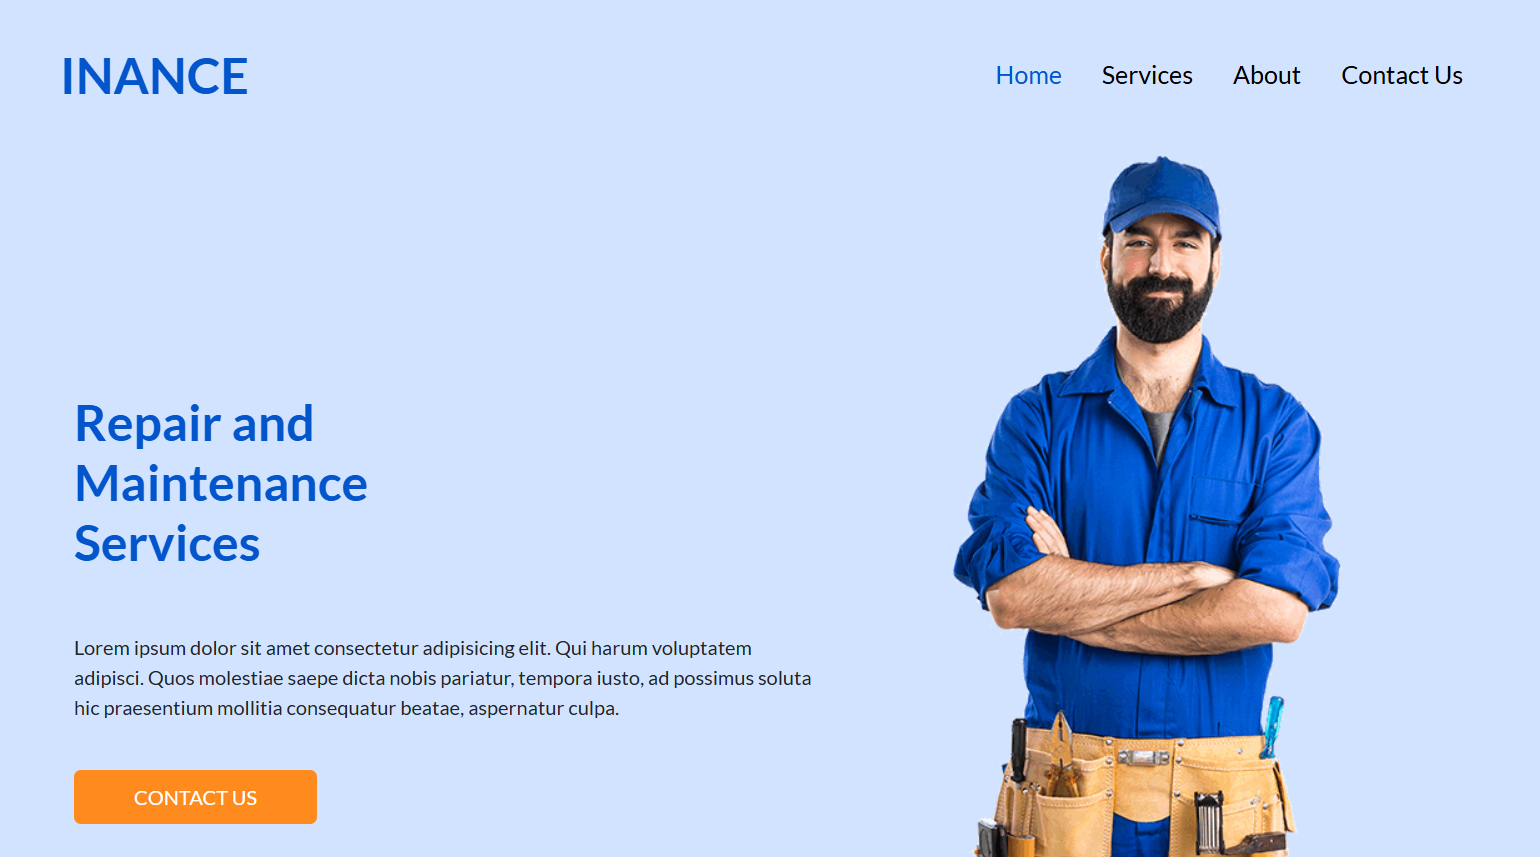 INANCE
Home Services About Contact Us
Repair and
Maintenance
Services
Lorem ipsum dolor sit amet consectetur adipisicing elit. Qui harum voluptatem
adipisci. Quos molestiae saepe dicta nobis pariatur, tempora iusto, ad possimus soluta
hic praesentium mollitia consequatur beatae, aspernatur culpa.
CONTACT US